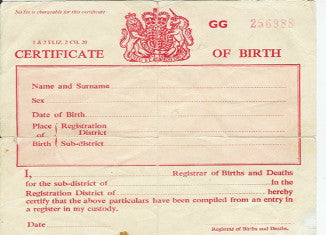 No fee is chargeable for this certificate
GG 256988
1 & 2 ELIZ. 2 CH. 20
CERTIFICATE OF BIRTH
Name and Surname
Sex
Date of Birth
Place of Birth { Registration District
Sub-district
I, Registrar of Births and Deaths
for the sub-district of in the
Registration District of hereby
certify that the above particulars have been compiled from an entry in
a register in my custody.
Date
Registrar of Births and Deaths.